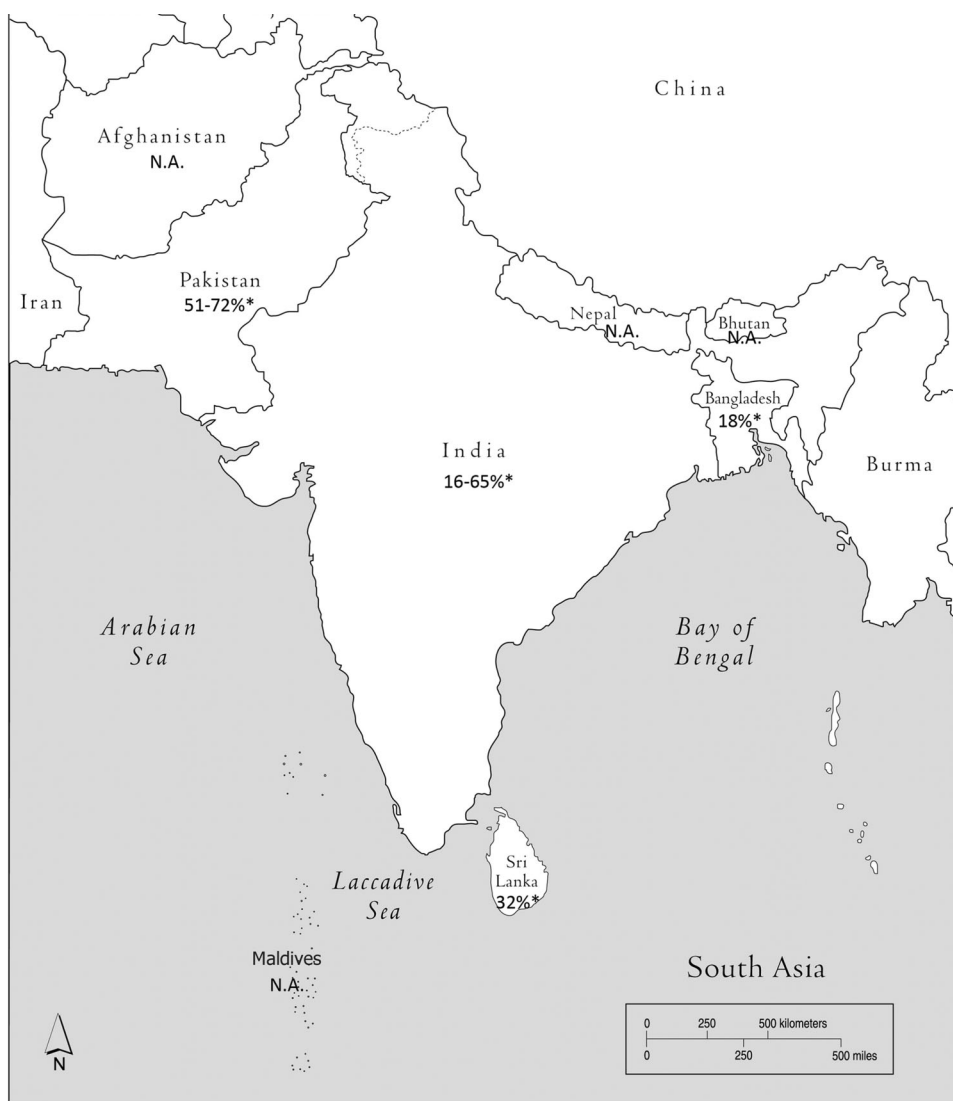 China
Afghanistan
N.A.
Pakistan
51-72%*
Iran
Nepal
N.A.
Bhutan
N.A.
Bangladesh
18%*
India
16-65%*
Burma
Arabian
Sea
Bay of
Bengal
Sri
Lanka
32%*
Laccadive
Sea
Maldives
N.A.
South Asia
0 250 500 kilometers
0 250 500 miles
N